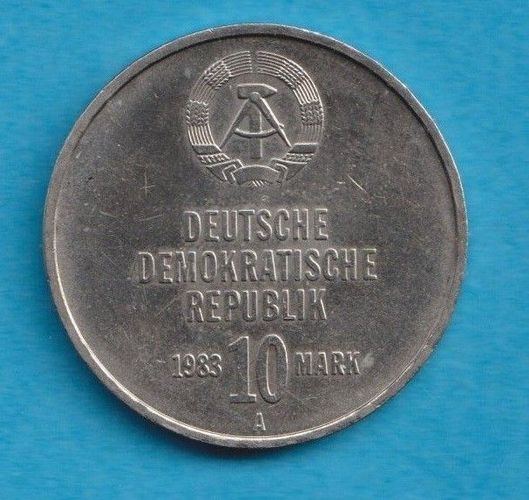 DEUTSCHE
DEMOKRATISCHE
REPUBLIK
1983 10 MARK
A